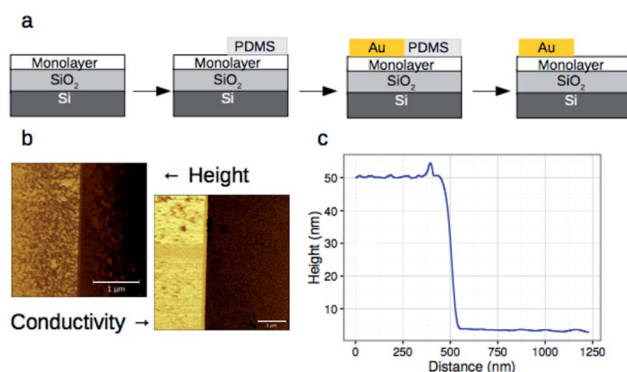 a
PDMS
Au PDMS
Au
Monolayer
Monolayer
Monolayer
Monolayer
SiO2
SiO2
SiO2
SiO2
Si
Si
Si
Si
b
← Height
1 μm
Conductivity →
1 μm
c
Height (nm)
50
40
30
20
10
0
250
500
750
1000
1250
Distance (nm)